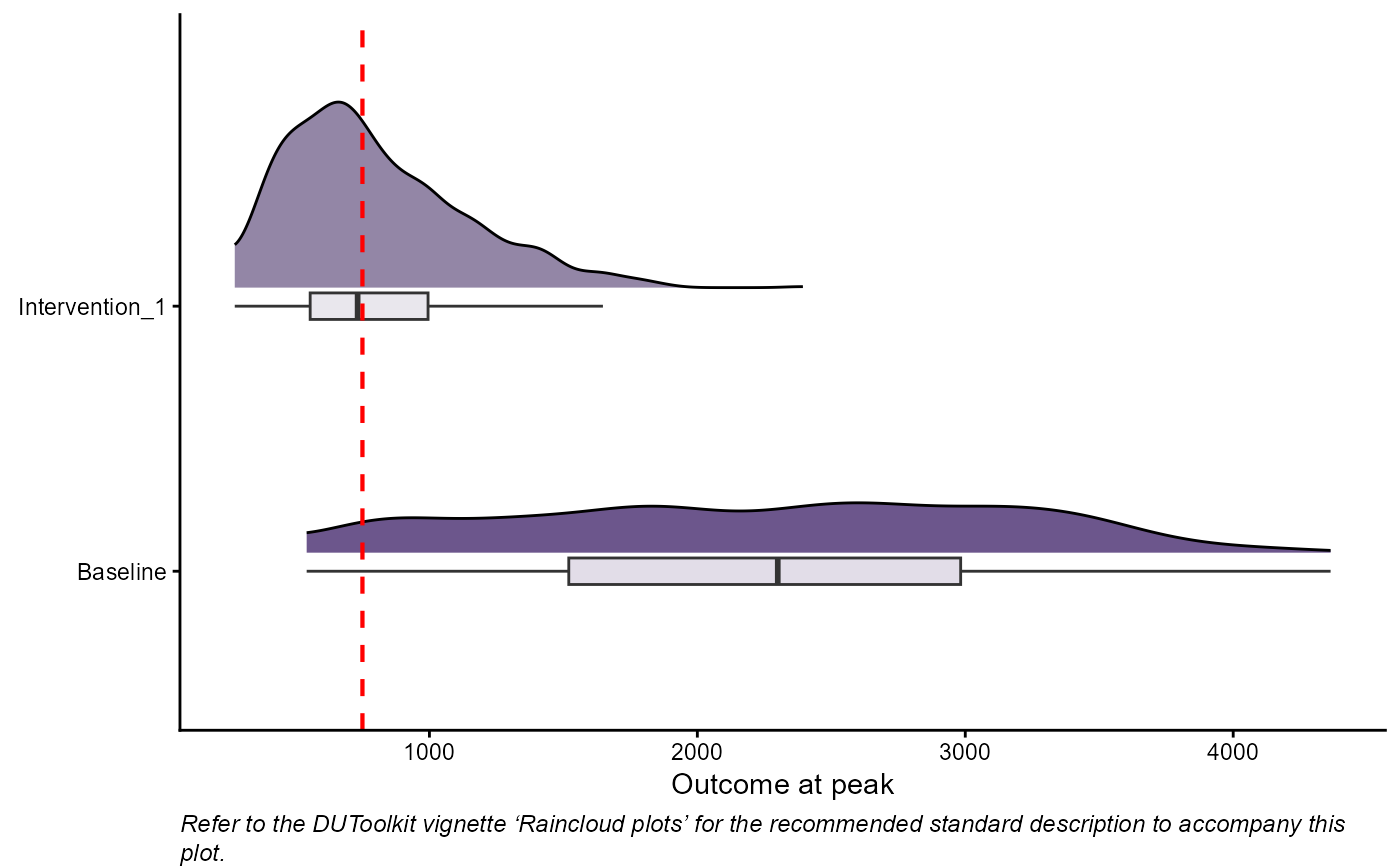 Intervention_1
Baseline
1000 2000 3000 4000
Outcome at peak
Refer to the DUToolkit vignette ‘Raincloud plots’ for the recommended standard description to accompany this
plot.